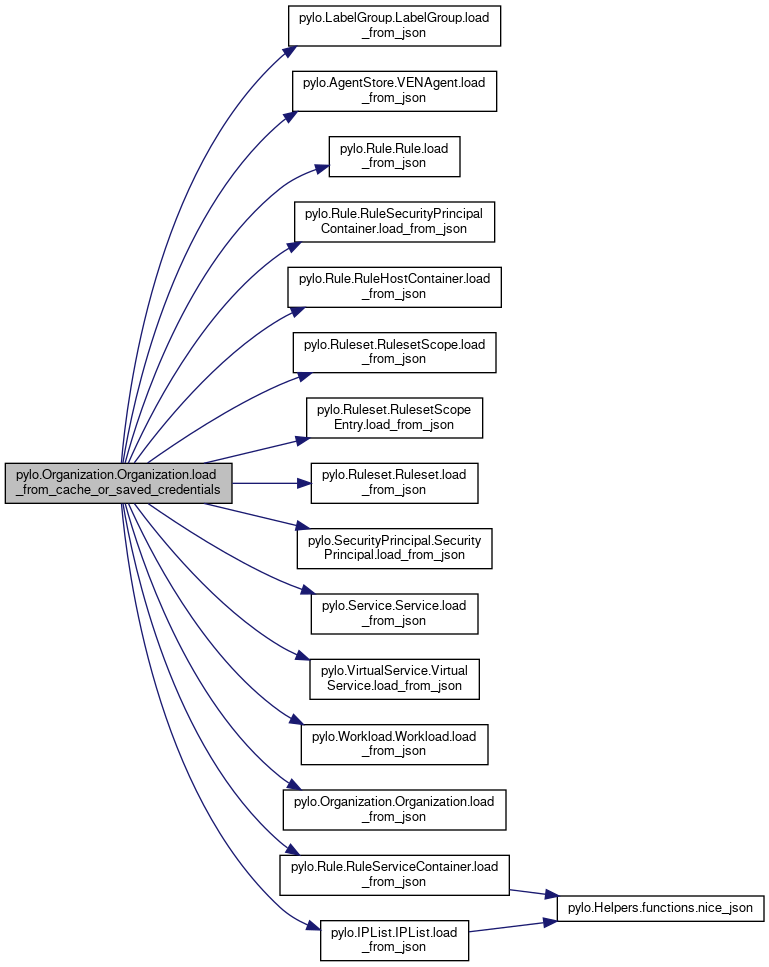 pylo.LabelGroup.LabelGroup.load
_from_json
pylo.AgentStore.VENAgent.load
_from_json
pylo.Rule.Rule.load
_from_json
pylo.Rule.RuleSecurityPrincipal
Container.load_from_json
pylo.Rule.RuleHostContainer.load
_from_json
pylo.Ruleset.RulesetScope.load
_from_json
pylo.Ruleset.RulesetScope
Entry.load_from_json
pylo.Organization.Organization.load
_from_cache_or_saved_credentials
pylo.Ruleset.Ruleset.load
_from_json
pylo.SecurityPrincipal.Security
Principal.load_from_json
pylo.Service.Service.load
_from_json
pylo.VirtualService.Virtual
Service.load_from_json
pylo.Workload.Workload.load
_from_json
pylo.Organization.Organization.load
_from_json
pylo.Rule.RuleServiceContainer.load
_from_json
pylo.Helpers.functions.nice_json
pylo.IPList.IPList.load
_from_json